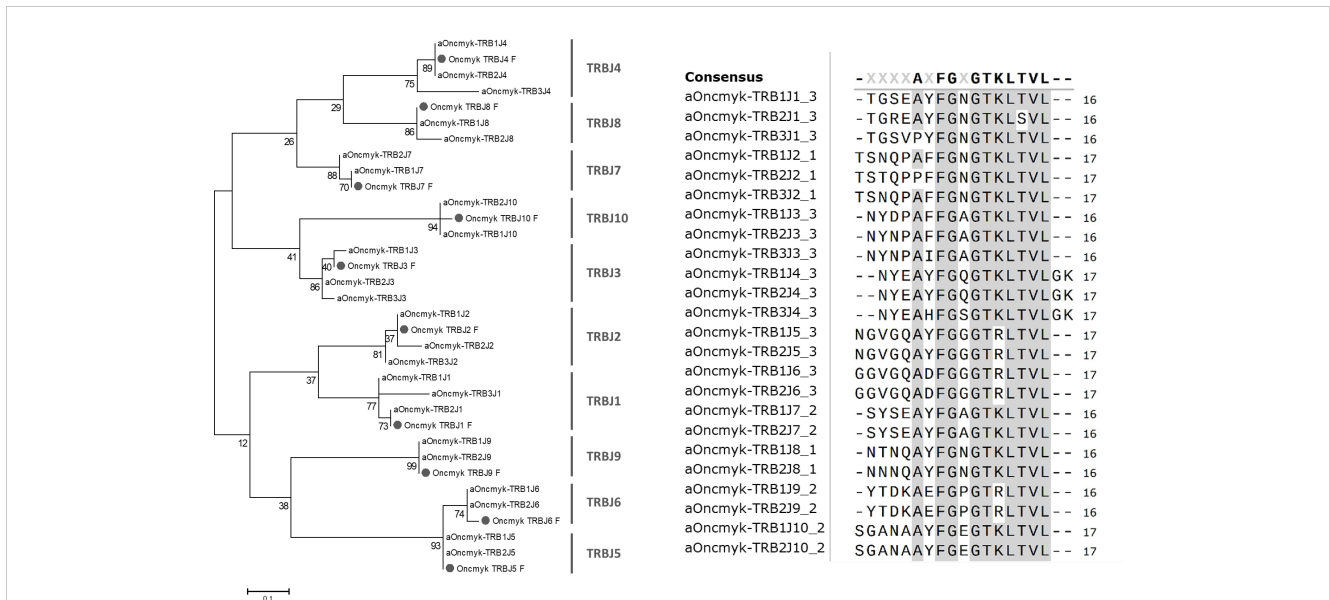 aOncmyk-TRB1J4
Oncmyk TRBJ4 F
89
aOncmyk-TRB2J4
75
aOncmyk-TRB3J4
TRBJ4
29
Oncmyk TRBJ8 F
aOncmyk-TRB1J8
86
aOncmyk-TRB2J8
TRBJ8
26
aOncmyk-TRB2J7
88
aOncmyk-TRB1J7
70
Oncmyk TRBJ7 F
TRBJ7
aOncmyk-TRB2J10
Oncmyk TRBJ10 F
94
aOncmyk-TRB1J10
TRBJ10
41
aOncmyk-TRB1J3
40
Oncmyk TRBJ3 F
86
aOncmyk-TRB2J3
aOncmyk-TRB3J3
TRBJ3
aOncmyk-TRB1J2
Oncmyk TRBJ2 F
37
aOncmyk-TRB2J2
81
aOncmyk-TRB3J2
TRBJ2
37
aOncmyk-TRB1J1
aOncmyk-TRB3J1
77
aOncmyk-TRB2J1
73
Oncmyk TRBJ1 F
TRBJ1
12
aOncmyk-TRB1J9
aOncmyk-TRB2J9
99
Oncmyk TRBJ9 F
TRBJ9
38
aOncmyk-TRB1J6
aOncmyk-TRB2J6
74
Oncmyk TRBJ6 F
TRBJ6
93
aOncmyk-TRB1J5
aOncmyk-TRB2J5
Oncmyk TRBJ5 F
TRBJ5
0.1
Consensus -XXXXAXFGXGTKLTVL--
aOncmyk-TRB1J1_3 -TGSEAYFGNGTKLTVL-- 16
aOncmyk-TRB2J1_3 -TGREAYFGNGTKLSVL-- 16
aOncmyk-TRB3J1_3 -TGSVPYFGNGTKLTVL-- 16
aOncmyk-TRB1J2_1 TSNQPAFFGNGTKLTVL-- 17
aOncmyk-TRB2J2_1 TSTQPPFFGNGTKLTVL-- 17
aOncmyk-TRB3J2_1 TSNQPAFFGNGTKLTVL-- 17
aOncmyk-TRB1J3_3 -NYDPAFFGAGTKLTVL-- 16
aOncmyk-TRB2J3_3 -NYNPAFFGAGTKLTVL-- 16
aOncmyk-TRB3J3_3 -NYNPAIFGAGTKLTVL-- 16
aOncmyk-TRB1J4_3 --NYEAYFGQGTKLTVLGK 17
aOncmyk-TRB2J4_3 --NYEAYFGQGTKLTVLGK 17
aOncmyk-TRB3J4_3 --NYEAHFGSGTKLTVLGK 17
aOncmyk-TRB1J5_3 NGVGQAYFGGGTRLTVL-- 17
aOncmyk-TRB2J5_3 NGVGQAYFGGGTRLTVL-- 17
aOncmyk-TRB1J6_3 GGVGQADFGGGTRLTVL-- 17
aOncmyk-TRB2J6_3 GGVGQADFGGGTRLTVL-- 17
aOncmyk-TRB1J7_2 -SYSEAYFGAGTKLTVL-- 16
aOncmyk-TRB2J7_2 -SYSEAYFGAGTKLTVL-- 16
aOncmyk-TRB1J8_1 -NTNQAYFGNGTKLTVL-- 16
aOncmyk-TRB2J8_1 -NNNQAYFGNGTKLTVL-- 16
aOncmyk-TRB1J9_2 -YTDKAEFGPGTRLTVL-- 16
aOncmyk-TRB2J9_2 -YTDKAEFGPGTRLTVL-- 16
aOncmyk-TRB1J10_2 SGANAAYFGEGTKLTVL-- 17
aOncmyk-TRB2J10_2 SGANAAYFGEGTKLTVL-- 17